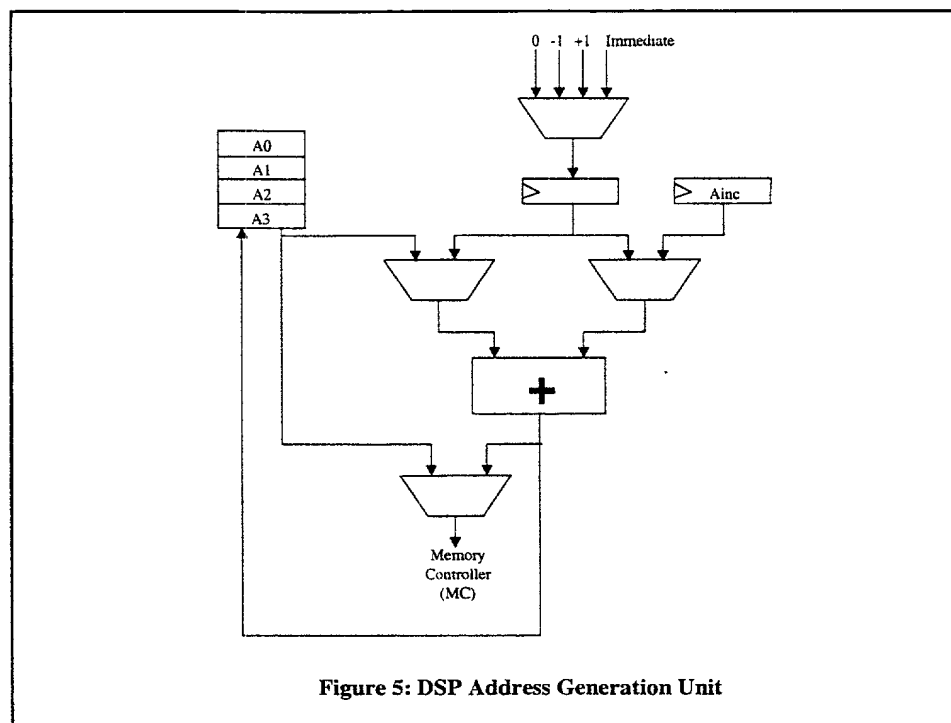 0 -1 +1 Immediate
A0
A1
A2
A3
Ainc
+
Memory
Controller
(MC)
Figure 5: DSP Address Generation Unit